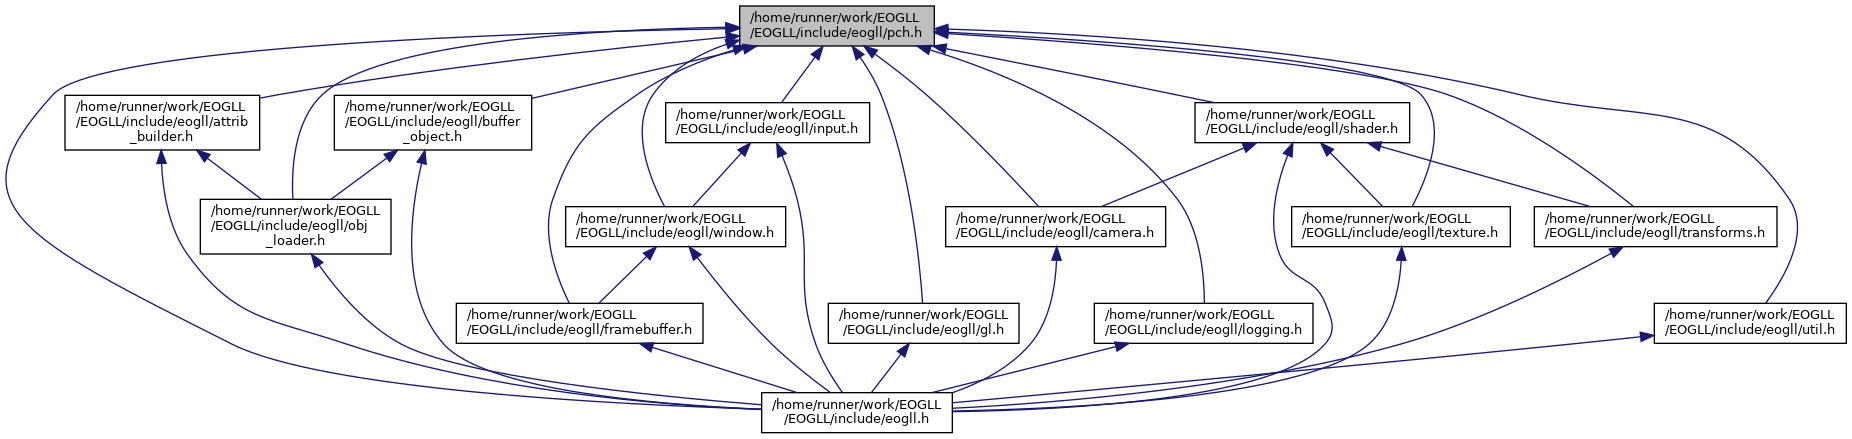 /home/runner/work/EOGLL
/EOGLL/include/eogll/pch.h
/home/runner/work/EOGLL
/EOGLL/include/eogll/attrib
_builder.h
/home/runner/work/EOGLL
/EOGLL/include/eogll/buffer
_object.h
/home/runner/work/EOGLL
/EOGLL/include/eogll/input.h
/home/runner/work/EOGLL
/EOGLL/include/eogll/shader.h
/home/runner/work/EOGLL
/EOGLL/include/eogll/obj
_loader.h
/home/runner/work/EOGLL
/EOGLL/include/eogll/window.h
/home/runner/work/EOGLL
/EOGLL/include/eogll/camera.h
/home/runner/work/EOGLL
/EOGLL/include/eogll/texture.h
/home/runner/work/EOGLL
/EOGLL/include/eogll/transforms.h
/home/runner/work/EOGLL
/EOGLL/include/eogll/framebuffer.h
/home/runner/work/EOGLL
/EOGLL/include/eogll/gl.h
/home/runner/work/EOGLL
/EOGLL/include/eogll/logging.h
/home/runner/work/EOGLL
/EOGLL/include/eogll/util.h
/home/runner/work/EOGLL
/EOGLL/include/eogll.h